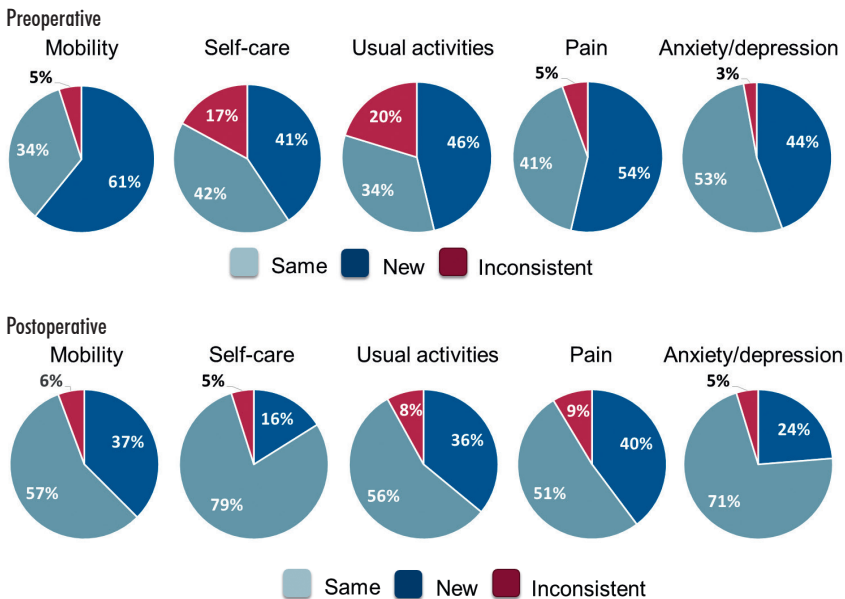 Preoperative
Mobility Self-care Usual activities Pain Anxiety/depression
5% 34% 61%
17% 41% 42%
20% 46% 34%
5% 41% 54%
3% 44% 53%
Same New Inconsistent
Postoperative
Mobility Self-care Usual activities Pain Anxiety/depression
6% 37% 57%
5% 16% 79%
8% 36% 56%
9% 40% 51%
5% 24% 71%
Same New Inconsistent